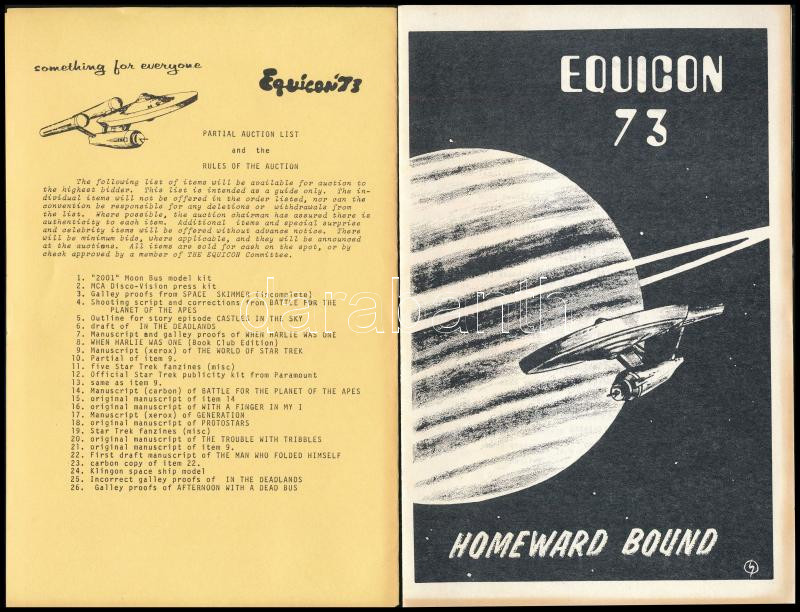 something for everyone
Equicon'73
PARTIAL AUCTION LIST
and the
RULES OF THE AUCTION
The following list of items will be available for auction to
the highest bidder. This list is intended as a guide only. The in-
dividual items will not be offered in the order listed, nor can the
convention be responsible for any deletions or withdrawals from
the list. Where possible, the auction chairman has assured there is
authenticity to each item. Additional items and special surprise
and celebrity items will be offered without advance notice. There
will be minimum bids, where applicable, and they will be announced
at the auctions. All items are sold for cash on the spot, or by
check approved by a member of THE EQUICON Committee.
1. "2001" Moon Bus model kit
2. MCA Disco-Vision press kit
3. Galley proofs from SPACE SKIMMER (incomplete)
4. Shooting script and corrections from BATTLE FOR THE
PLANET OF THE APES
5. Outline for story episode CASTLES IN THE SKY
6. draft of IN THE DEADLANDS
7. Manuscript and galley proofs of WHEN HARLIE WAS ONE
8. WHEN HARLIE WAS ONE (Book Club Edition)
9. Manuscript (xerox) of THE WORLD OF STAR TREK
10. Partial of item 9.
11. five Star Trek fanzines (misc)
12. Official Star Trek publicity kit from Paramount
13. same as item 9.
14. Manuscript (carbon) of BATTLE FOR THE PLANET OF THE APES
15. original manuscript of item 14
16. original manuscript of WITH A FINGER IN MY I
17. Manuscript (xerox) of GENERATION
18. original manuscript of PROTOSTARS
19. Star Trek fanzines (misc)
20. original manuscript of THE TROUBLE WITH TRIBBLES
21. original manuscript of item 9.
22. First draft manuscript of THE MAN WHO FOLDED HIMSELF
23. carbon copy of item 22.
24. Klingon space ship model
25. Incorrect galley proofs of IN THE DEADLANDS
26. Galley proofs of AFTERNOON WITH A DEAD BUS
EQUICON
73
HOMEWARD BOUND
darabanth